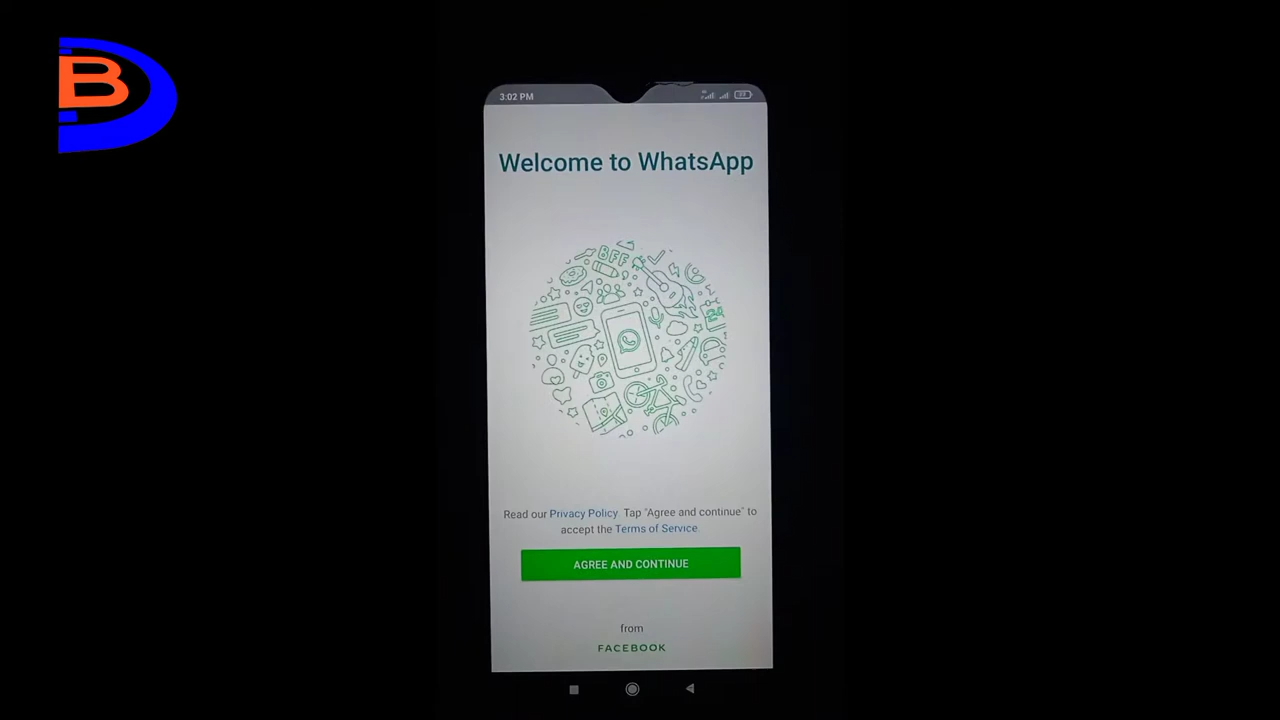 B
3:02 PM
Welcome to WhatsApp
BFF
Read our Privacy Policy. Tap "Agree and continue" to
accept the Terms of Service.
AGREE AND CONTINUE
from
FACEBOOK